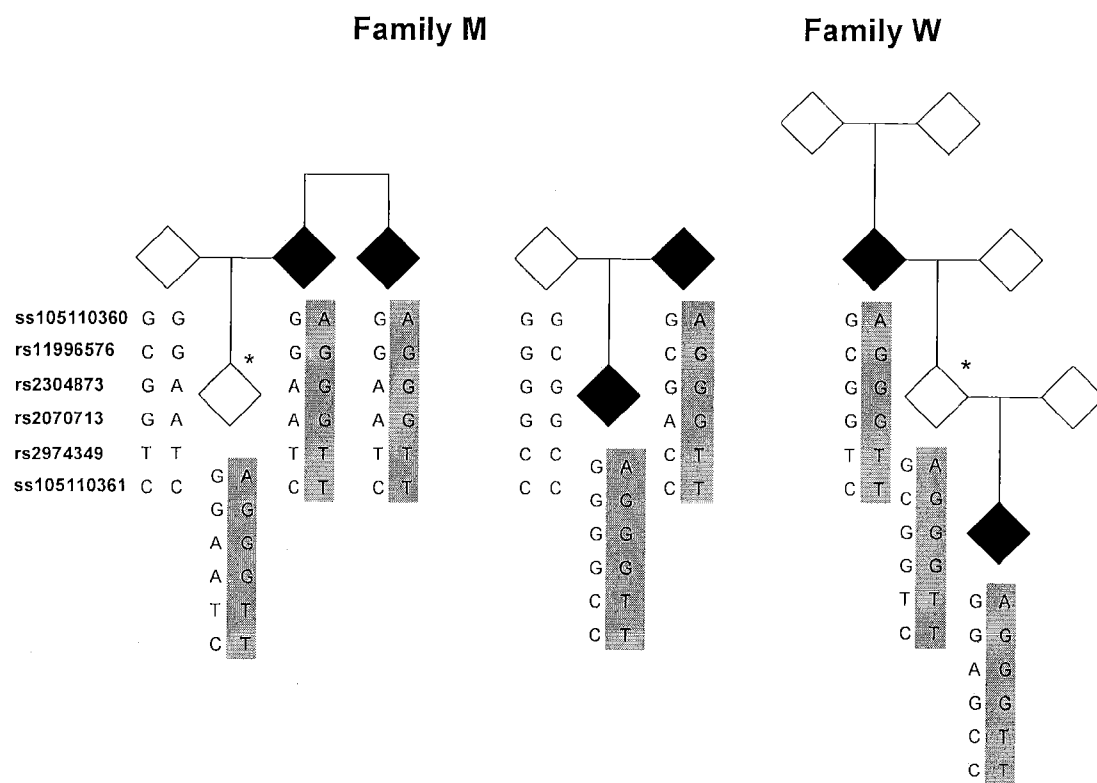 Family M
Family W
ss105110360 G G G A G A G G G A G A
rs11996576 C G * G G G G G C C G C G
rs2304873 G A A G A G G G G G G G *
rs2070713 G A A G A G G G A G G G
rs2974349 T T T T T T C C C T T T
ss105110361 C C C T C T C C C T C T
G A
G G
A G
A G
T T
C T
G A
G G
G G
G G
C T
C T
G A
C G
G G
G G
T T
C T
G A
G G
A G
G G
C T
C T